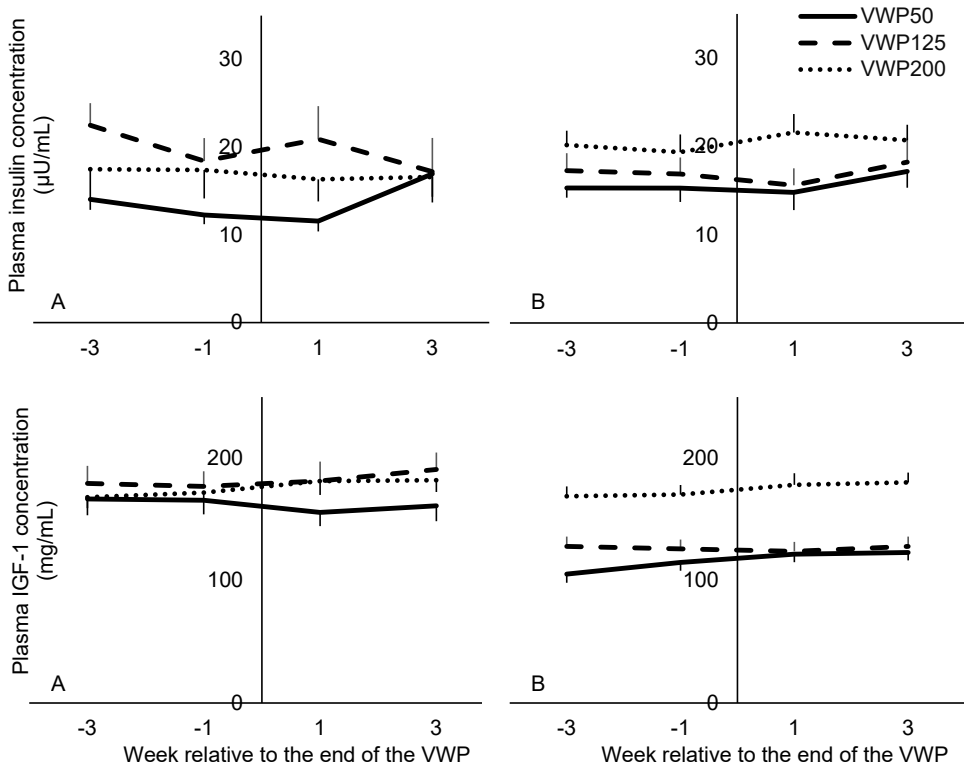 Plasma insulin concentration
(µU/mL)
30
20
10
0
A
-3 -1 1 3
VWP50
VWP125
VWP200
30
20
10
0
B
-3 -1 1 3
Plasma IGF-1 concentration
(mg/mL)
200
100
0
A
-3 -1 1 3
Week relative to the end of the VWP
200
100
0
B
-3 -1 1 3
Week relative to the end of the VWP